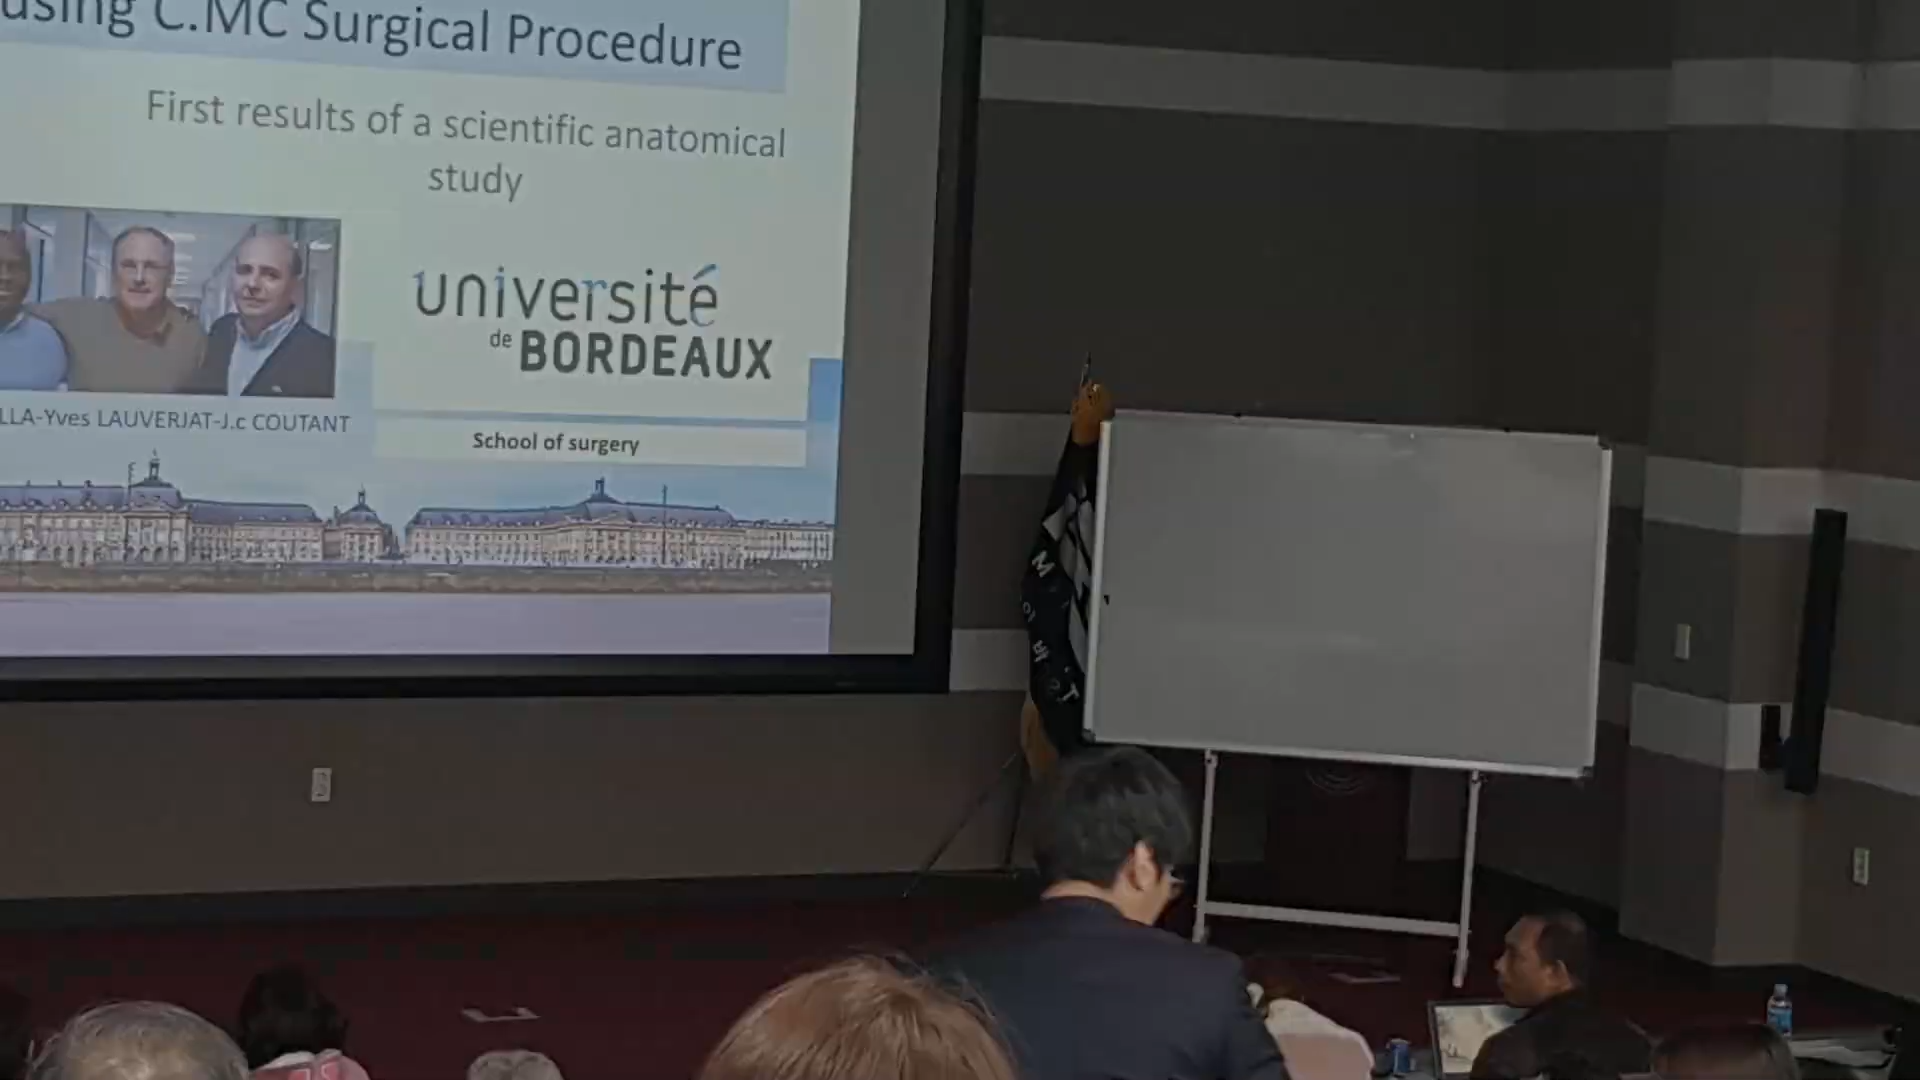 using C.MC Surgical Procedure
First results of a scientific anatomical
study
université
de BORDEAUX
LLA-Yves LAUVERJAT-J.c COUTANT
School of surgery